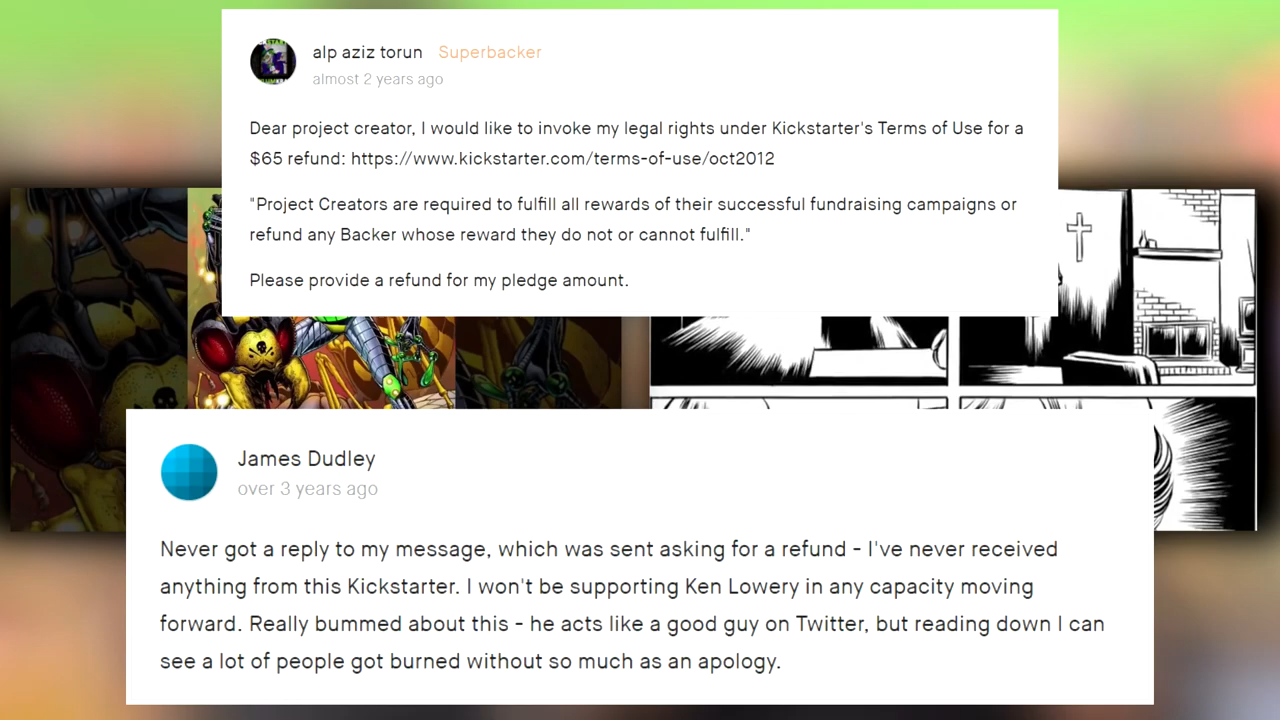 alp aziz torun Superbacker
almost 2 years ago
Dear project creator, I would like to invoke my legal rights under Kickstarter's Terms of Use for a
$65 refund: https://www.kickstarter.com/terms-of-use/oct2012
"Project Creators are required to fulfill all rewards of their successful fundraising campaigns or
refund any Backer whose reward they do not or cannot fulfill."
Please provide a refund for my pledge amount.
James Dudley
over 3 years ago
Never got a reply to my message, which was sent asking for a refund - I've never received
anything from this Kickstarter. I won't be supporting Ken Lowery in any capacity moving
forward. Really bummed about this - he acts like a good guy on Twitter, but reading down I can
see a lot of people got burned without so much as an apology.